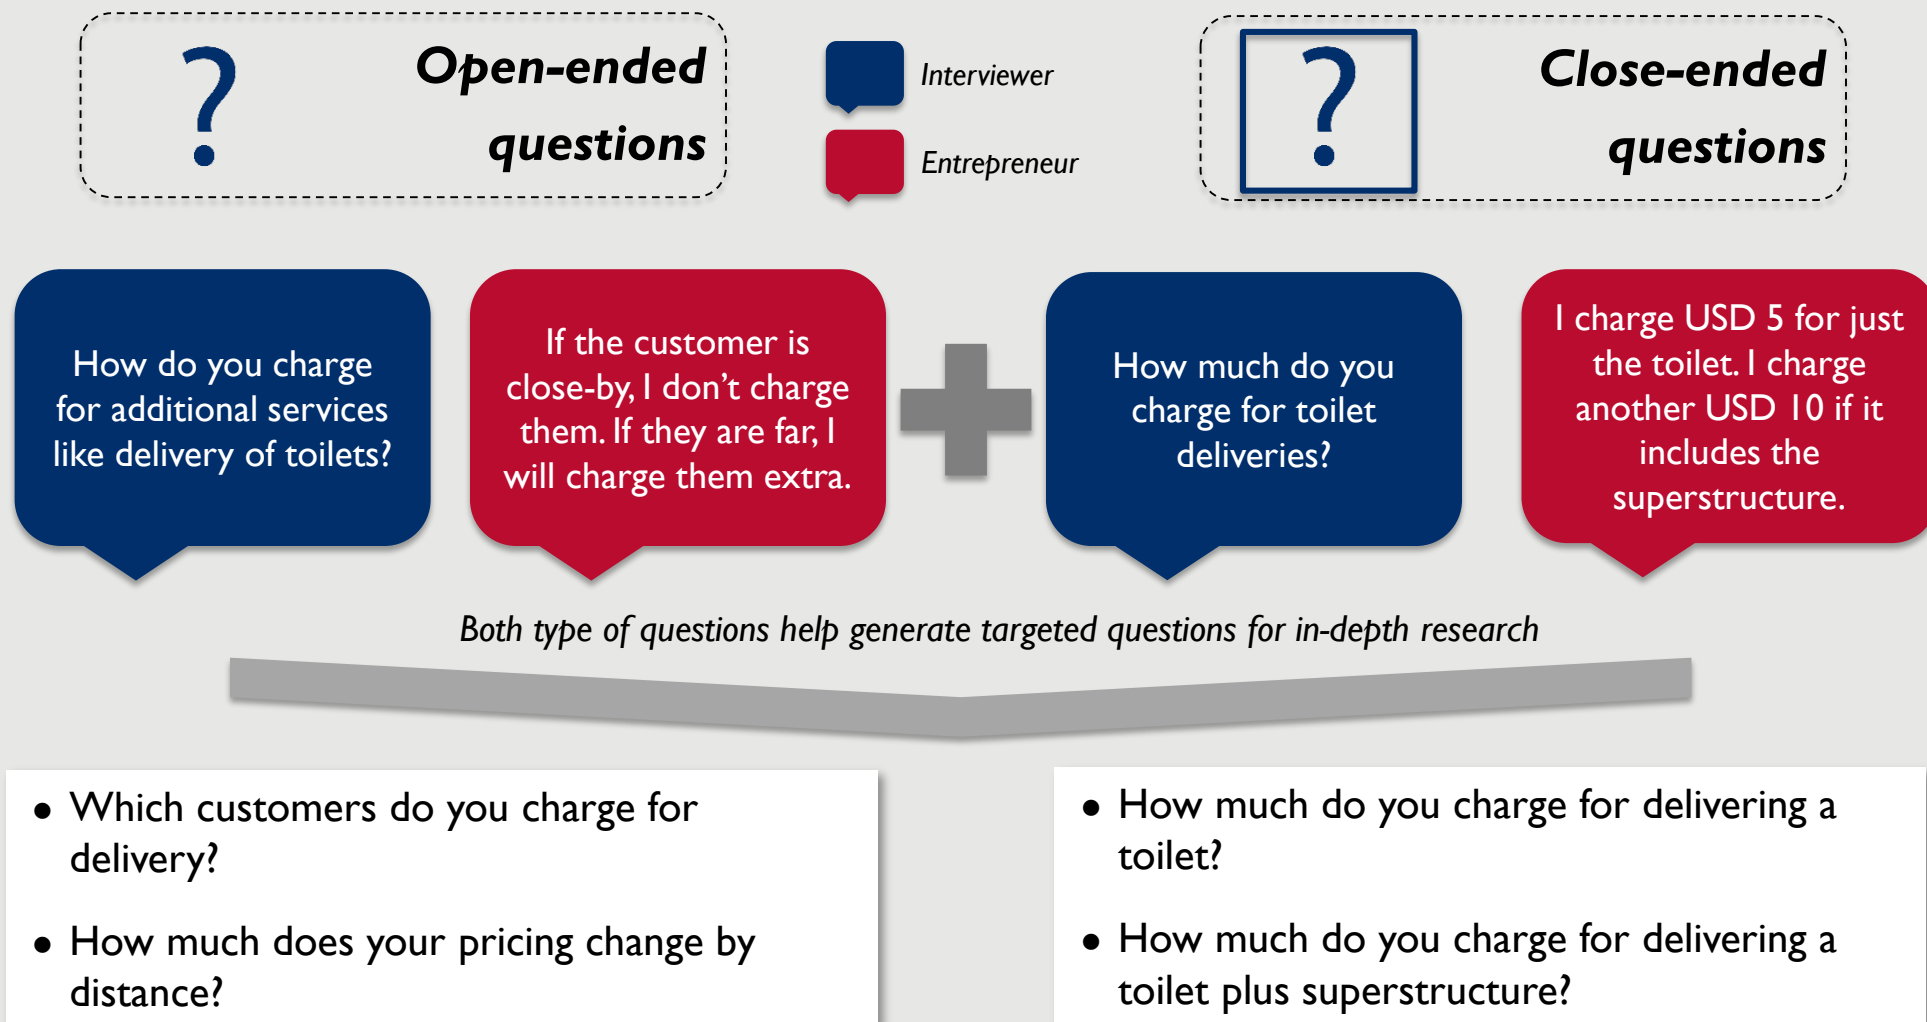 ?
Open-ended
questions
Interviewer
Entrepreneur
?
Close-ended
questions
How do you charge
for additional services
like delivery of toilets?
If the customer is
close-by, I don't charge
them. If they are far, I
will charge them extra.
How much do you
charge for toilet
deliveries?
I charge USD 5 for just
the toilet. I charge
another USD 10 if it
includes the
superstructure.
Both type of questions help generate targeted questions for in-depth research
• Which customers do you charge for
delivery?
• How much does your pricing change by
distance?
• How much do you charge for delivering a
toilet?
• How much do you charge for delivering a
toilet plus superstructure?